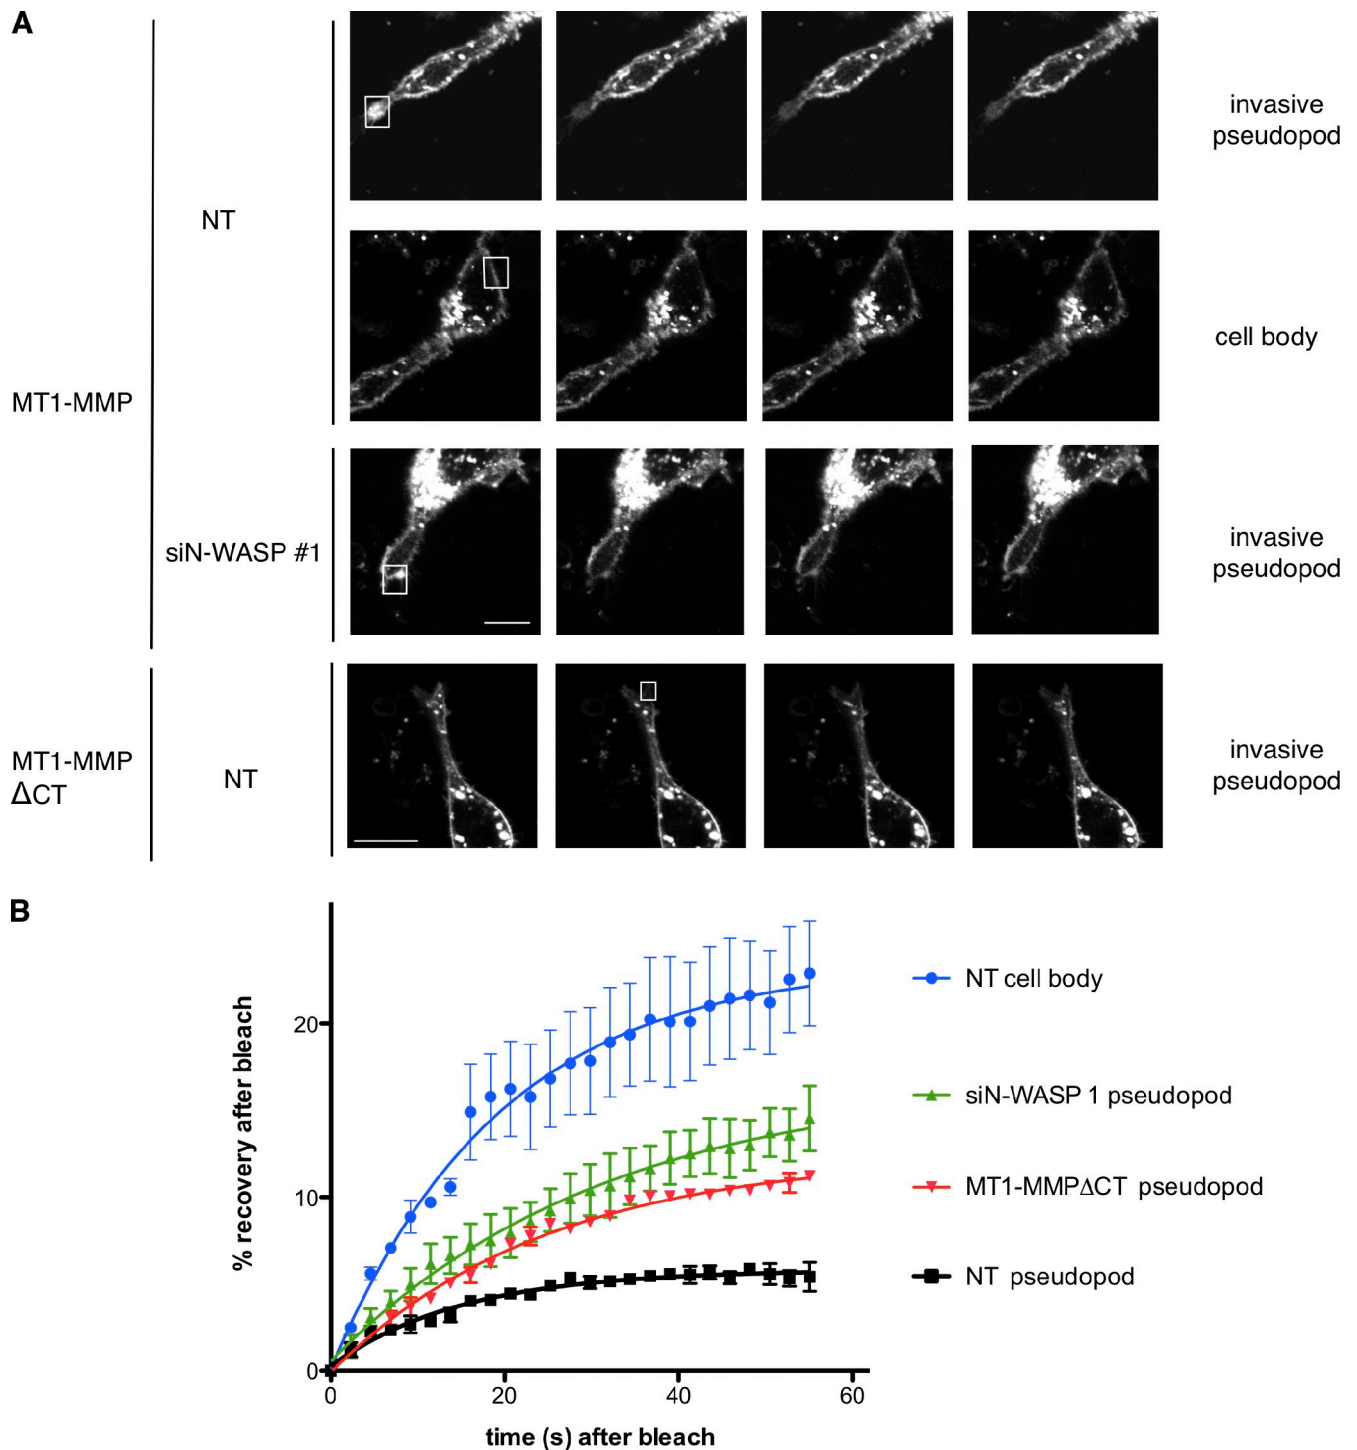 A
invasive
pseudopod
NT
cell body
MT1-MMP
siN-WASP #1
invasive
pseudopod
MT1-MMP
ΔCT
NT
invasive
pseudopod
B
% recovery after bleach
20
10
0
0
20
40
60
time (s) after bleach
NT cell body
siN-WASP 1 pseudopod
MT1-MMPΔCT pseudopod
NT pseudopod